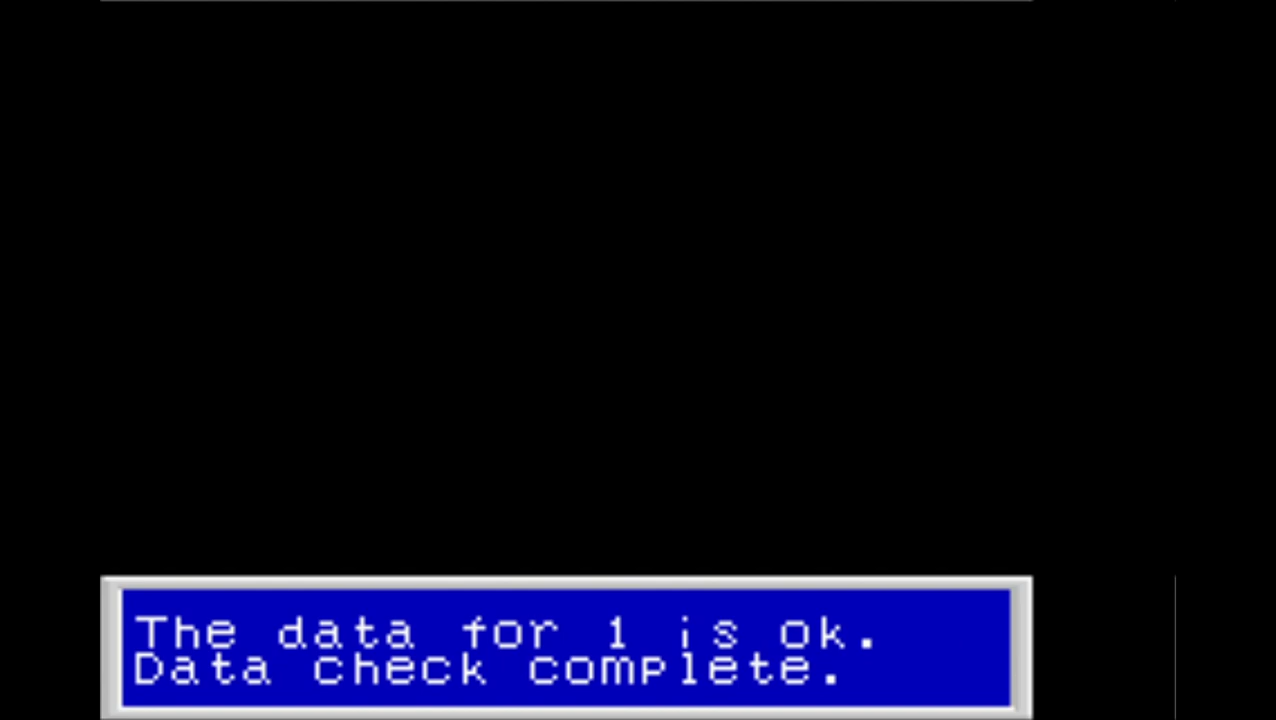 The data for 1 is ok.
Data check complete.